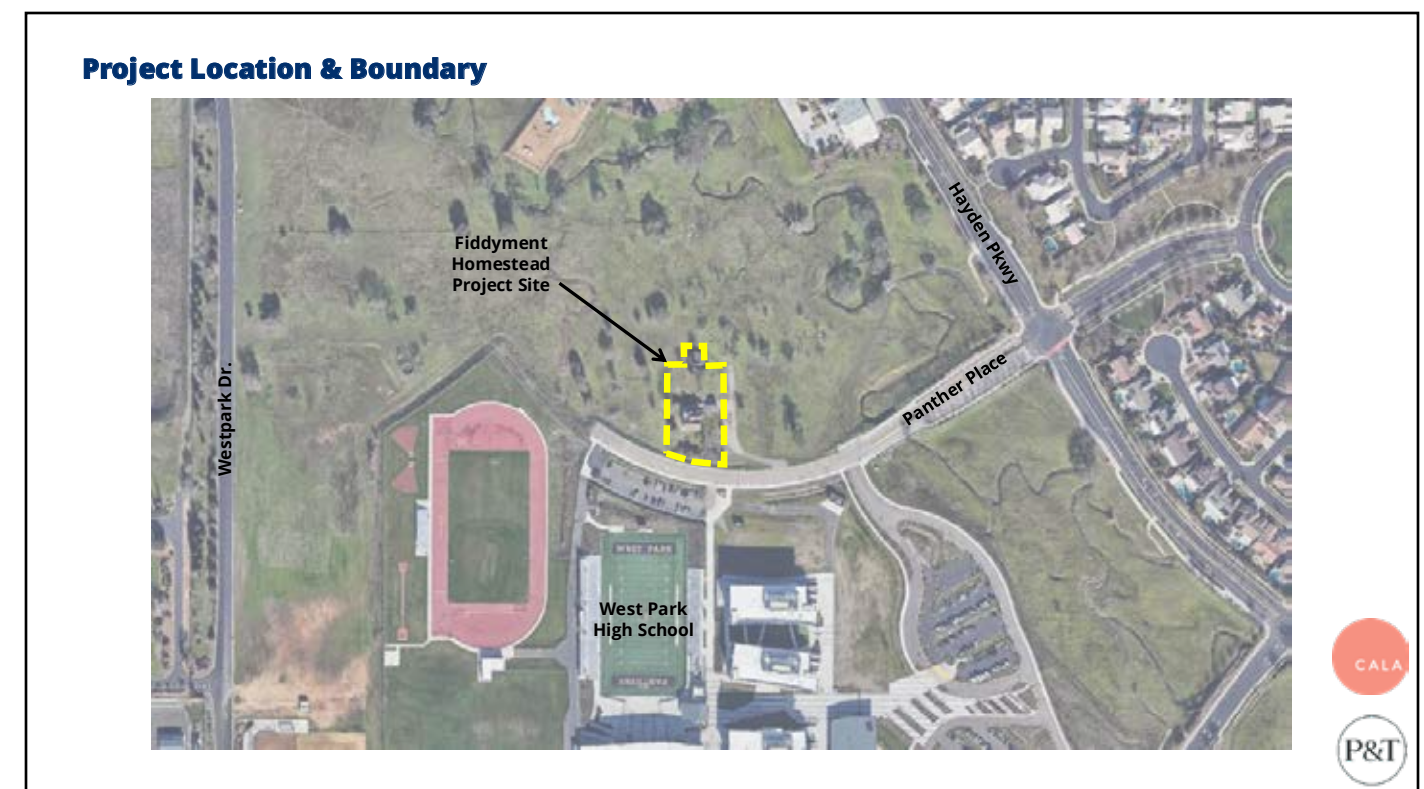 Project Location & Boundary
Fiddyment
Homestead
Project Site
Hayden Pkwy
Panther Place
Westpark Dr.
WEST PARK
West Park
High School
CALA
P&T